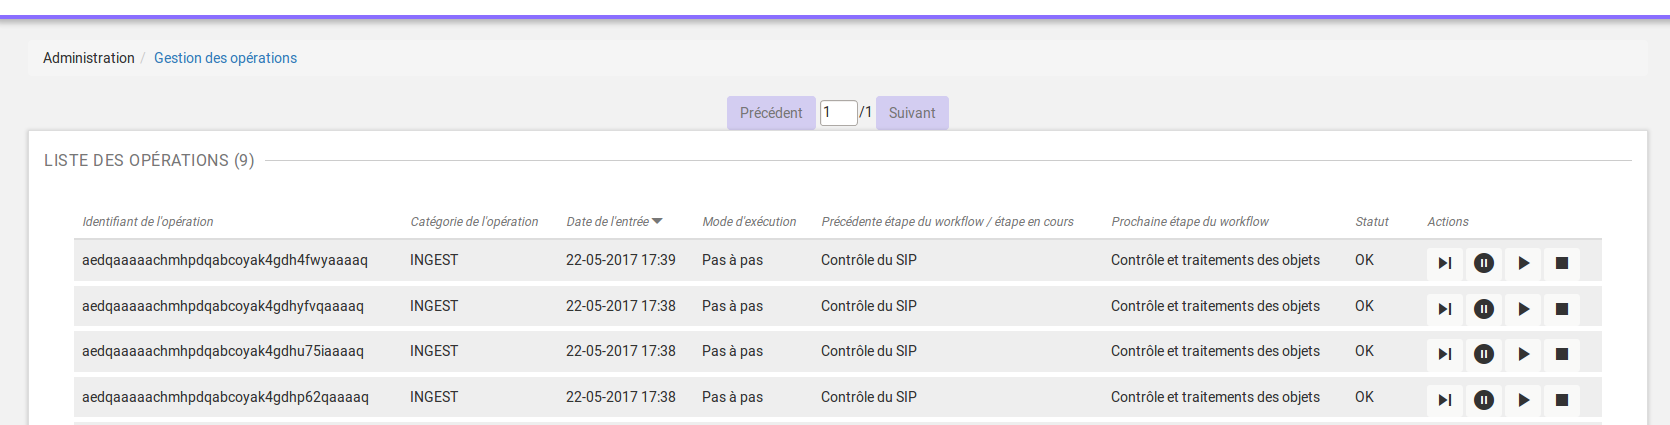 Administration / Gestion des opérations
Précédent 1 /1 Suivant
LISTE DES OPÉRATIONS (9)
Identifiant de l'opération Catégorie de l'opération Date de l'entrée Mode d'exécution Précédente étape du workflow / étape en cours Prochaine étape du workflow Statut Actions
aedqaaaaachmhpdqabcoyak4gdh4fwyaaaaq INGEST 22-05-2017 17:39 Pas à pas Contrôle du SIP Contrôle et traitements des objets OK
aedqaaaaachmhpdqabcoyak4gdhyfvqaaaaq INGEST 22-05-2017 17:38 Pas à pas Contrôle du SIP Contrôle et traitements des objets OK
aedqaaaaachmhpdqabcoyak4gdhu75iaaaaq INGEST 22-05-2017 17:38 Pas à pas Contrôle du SIP Contrôle et traitements des objets OK
aedqaaaaachmhpdqabcoyak4gdhp62qaaaaq INGEST 22-05-2017 17:38 Pas à pas Contrôle du SIP Contrôle et traitements des objets OK